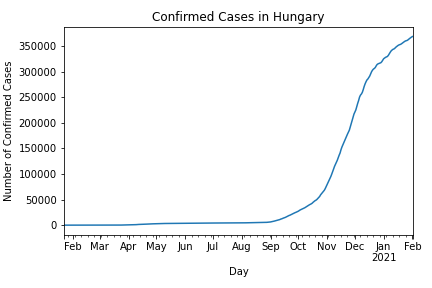 Confirmed Cases in Hungary
Number of Confirmed Cases
350000
300000
250000
200000
150000
100000
50000
0
Feb Mar Apr May Jun Jul Aug Sep Oct Nov Dec Jan Feb
2021
Day